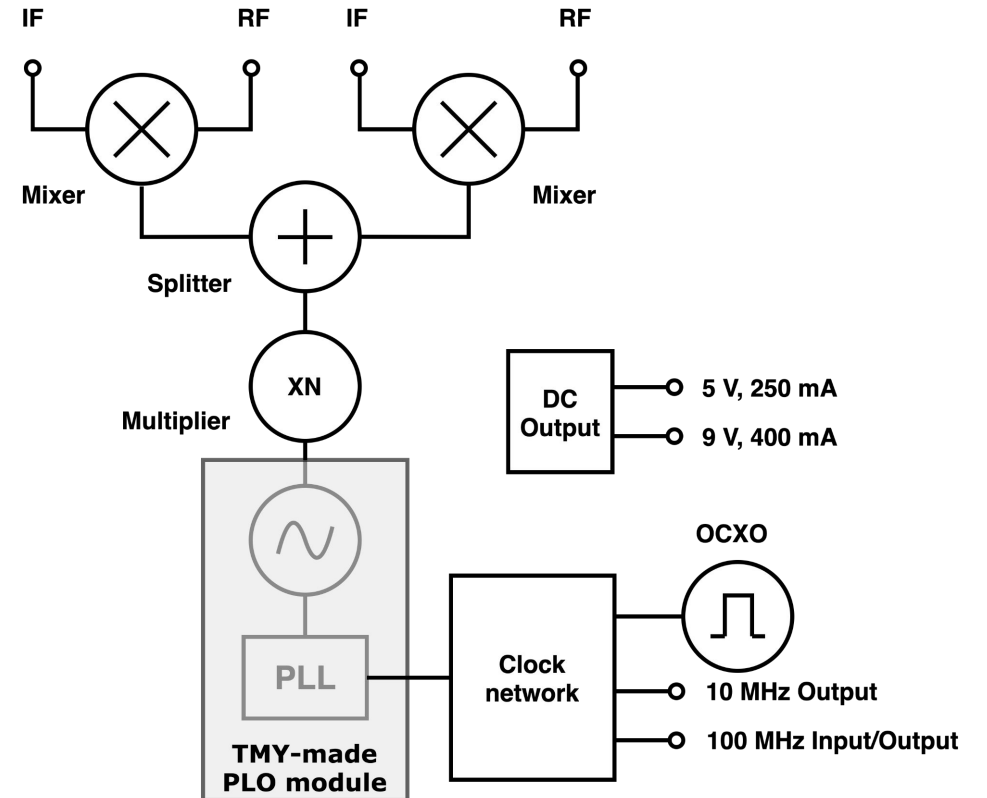 IF RF IF RF
Mixer Mixer
Splitter
XN
Multiplier
DC
Output
5 V, 250 mA
9 V, 400 mA
OCXO
Clock
network
10 MHz Output
100 MHz Input/Output
PLL
TMY-made
PLO module